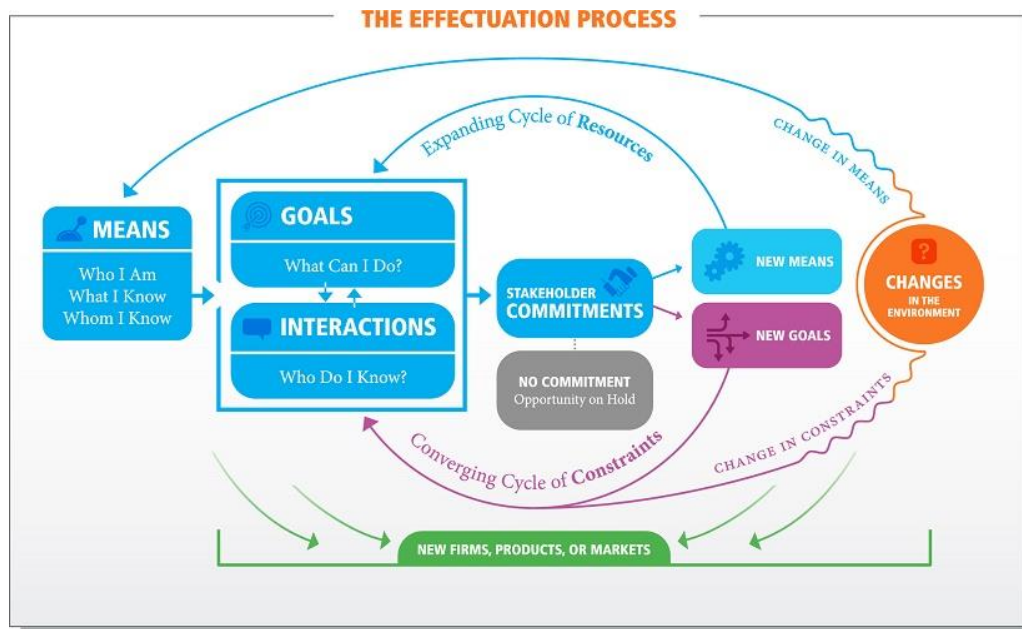 THE EFFECTUATION PROCESS
CHANGE IN MEANS
Expanding Cycle of Resources
MEANS
Who I Am
What I Know
Whom I Know
GOALS
What Can I Do?
INTERACTIONS
Who Do I Know?
STAKEHOLDER
COMMITMENTS
NO COMMITMENT
Opportunity on Hold
NEW MEANS
NEW GOALS
?
CHANGES
IN THE
ENVIRONMENT
Converging Cycle of Constraints
CHANGE IN CONSTRAINTS
NEW FIRMS, PRODUCTS, OR MARKETS